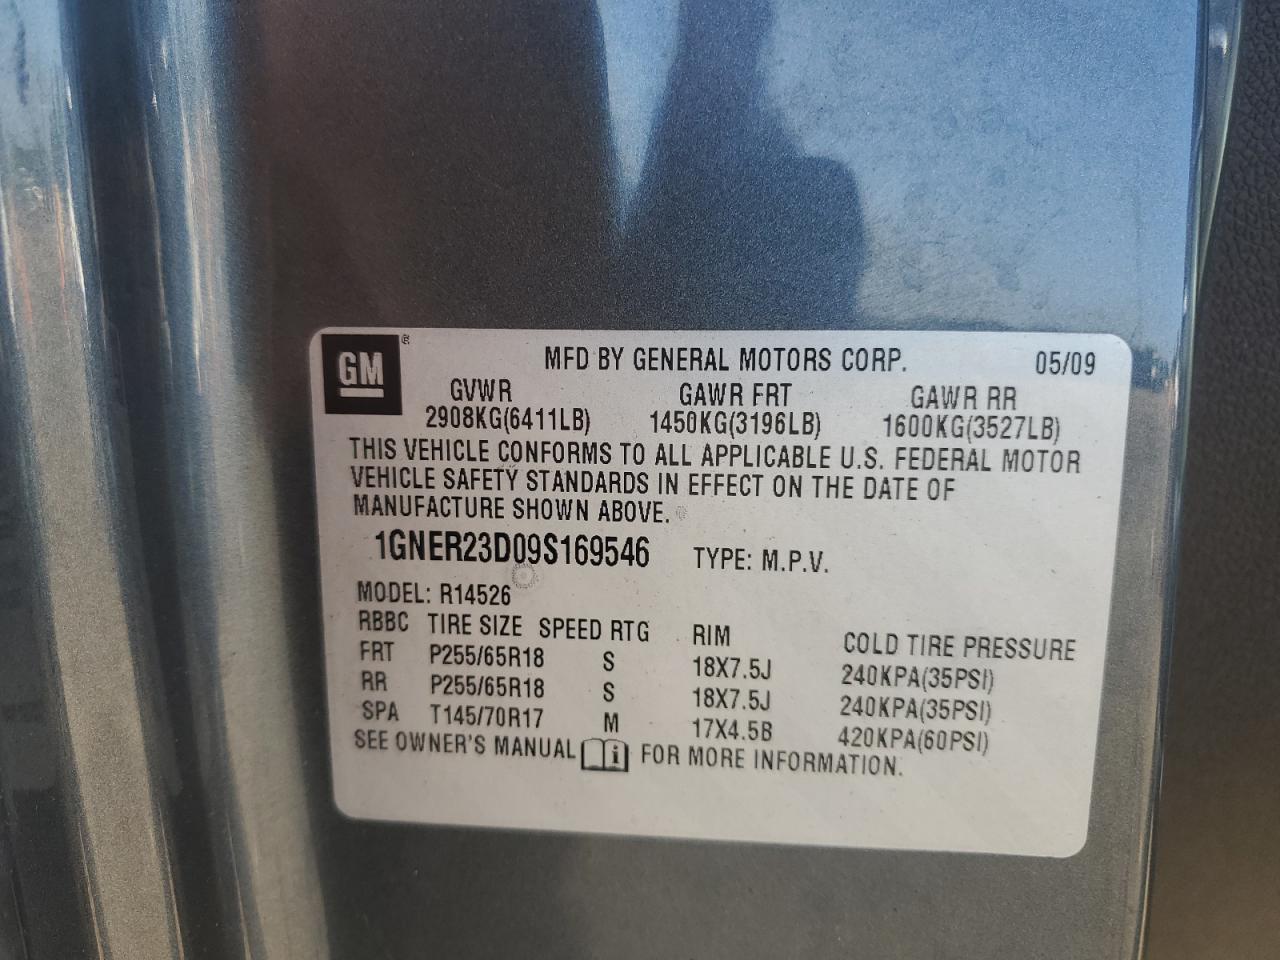 GM®
MFD BY GENERAL MOTORS CORP. 05/09
GVWR GAWR FRT GAWR RR
2908KG(6411LB) 1450KG(3196LB) 1600KG(3527LB)
THIS VEHICLE CONFORMS TO ALL APPLICABLE U.S. FEDERAL MOTOR
VEHICLE SAFETY STANDARDS IN EFFECT ON THE DATE OF
MANUFACTURE SHOWN ABOVE.
1GNER23D09S169546 TYPE: M.P.V.
MODEL: R14526
RBBC TIRE SIZE SPEED RTG RIM COLD TIRE PRESSURE
FRT P255/65R18 S 18X7.5J 240KPA(35PSI)
RR P255/65R18 S 18X7.5J 240KPA(35PSI)
SPA T145/70R17 M 17X4.5B 420KPA(60PSI)
SEE OWNER'S MANUAL i FOR MORE INFORMATION.